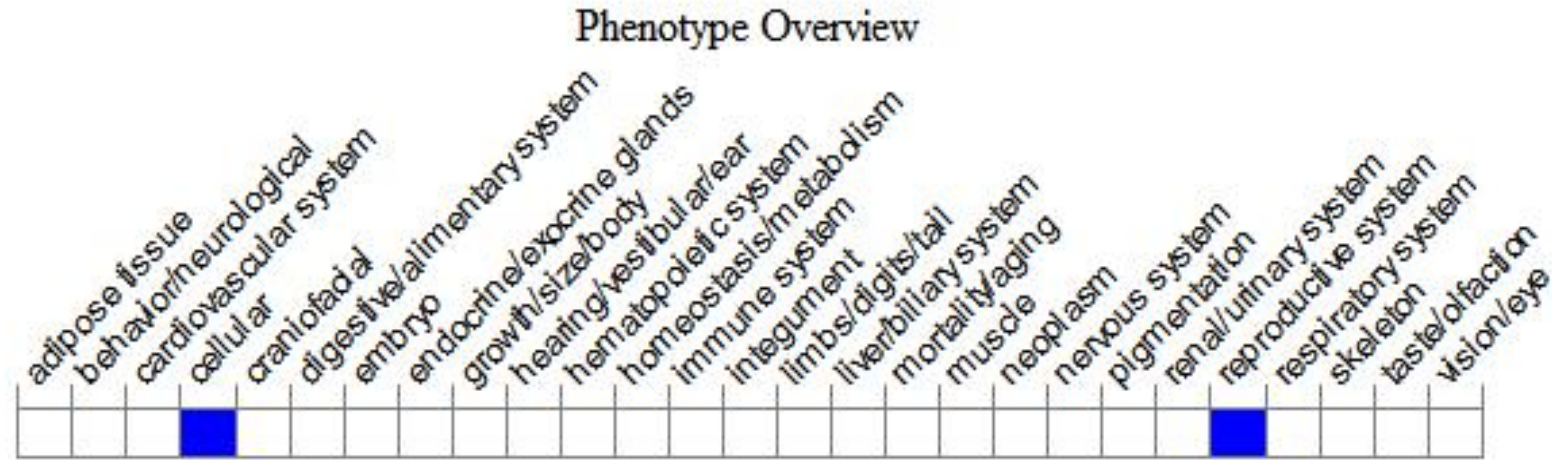 Phenotype Overview
adipose tissue
behavior/neurological
cardiovascular system
cellular
craniofacial
digestive/alimentary system
embryo
endocrine/exocrine glands
growth/size/body
hearing/vestibular/ear
hematopoietic system
homeostasis/metabolism
immune system
integument
limbs/digits/tail
liver/biliary system
mortality/aging
muscle
neoplasm
nervous system
pigmentation
renal/urinary system
reproductive system
respiratory system
skeleton
taste/olfaction
vision/eye